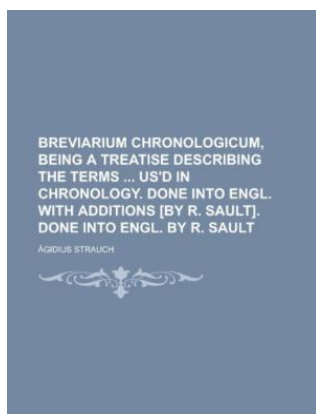 BREVIARIUM CHRONOLOGICUM,
BEING A TREATISE DESCRIBING
THE TERMS ... US'D IN
CHRONOLOGY. DONE INTO ENGL.
WITH ADDITIONS [BY R. SAULT].
DONE INTO ENGL. BY R. SAULT
ÄGIDIUS STRAUCH